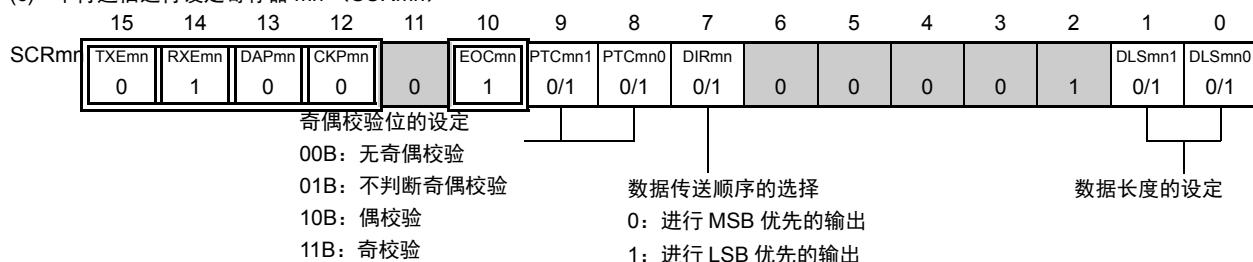 15 14 13 12 11 10 9 8 7 6 5 4 3 2 1 0
SCRmn TXEmn RXEmn DAPmn CKPmn EOCmn PTCmn1 PTCmn0 DIRmn DLSmn1 DLSmn0
0 1 0 0 0 1 0/1 0/1 0/1 0 0 0 0 1 0/1 0/1
奇偶校验位的设定
00B：无奇偶校验
01B：不判断奇偶校验
10B：偶校验
11B：奇校验
数据传送顺序的选择
0：进行 MSB 优先的输出
1：进行 LSB 优先的输出
数据长度的设定